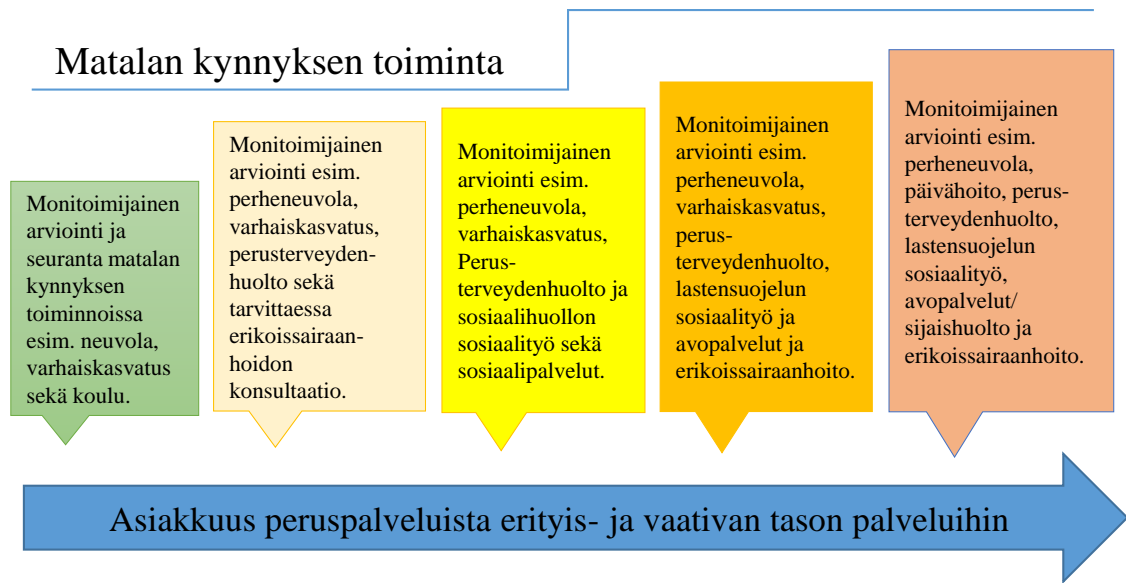 Matalan kynnyksen toiminta
Monitoimijainen
arviointi ja
seuranta matalan
kynnyksen
toiminnoissa
esim. neuvola,
varhaiskasvatus
sekä koulu.
Monitoimijainen
arviointi esim.
perheneuvola,
varhaiskasvatus,
perusterveyden-
huolto sekä
tarvittaessa
erikoissairaan-
hoidon
konsultaatio.
Monitoimijainen
arviointi esim.
perheneuvola,
varhaiskasvatus,
Perus-
terveydenhuolto ja
sosiaalihuollon
sosiaalityö sekä
sosiaalipalvelut.
Monitoimijainen
arviointi esim.
perheneuvola,
varhaiskasvatus,
perus-
terveydenhuolto,
lastensuojelun
sosiaalityö ja
avopalvelut ja
erikoissairaanhoito.
Monitoimijainen
arviointi esim.
perheneuvola,
päivähoito, perus-
terveydenhuolto,
lastensuojelun
sosiaalityö,
avopalvelut/
sijaishuolto ja
erikoissairaanhoito.
Asiakkuus peruspalveluista erityis- ja vaativan tason palveluihin